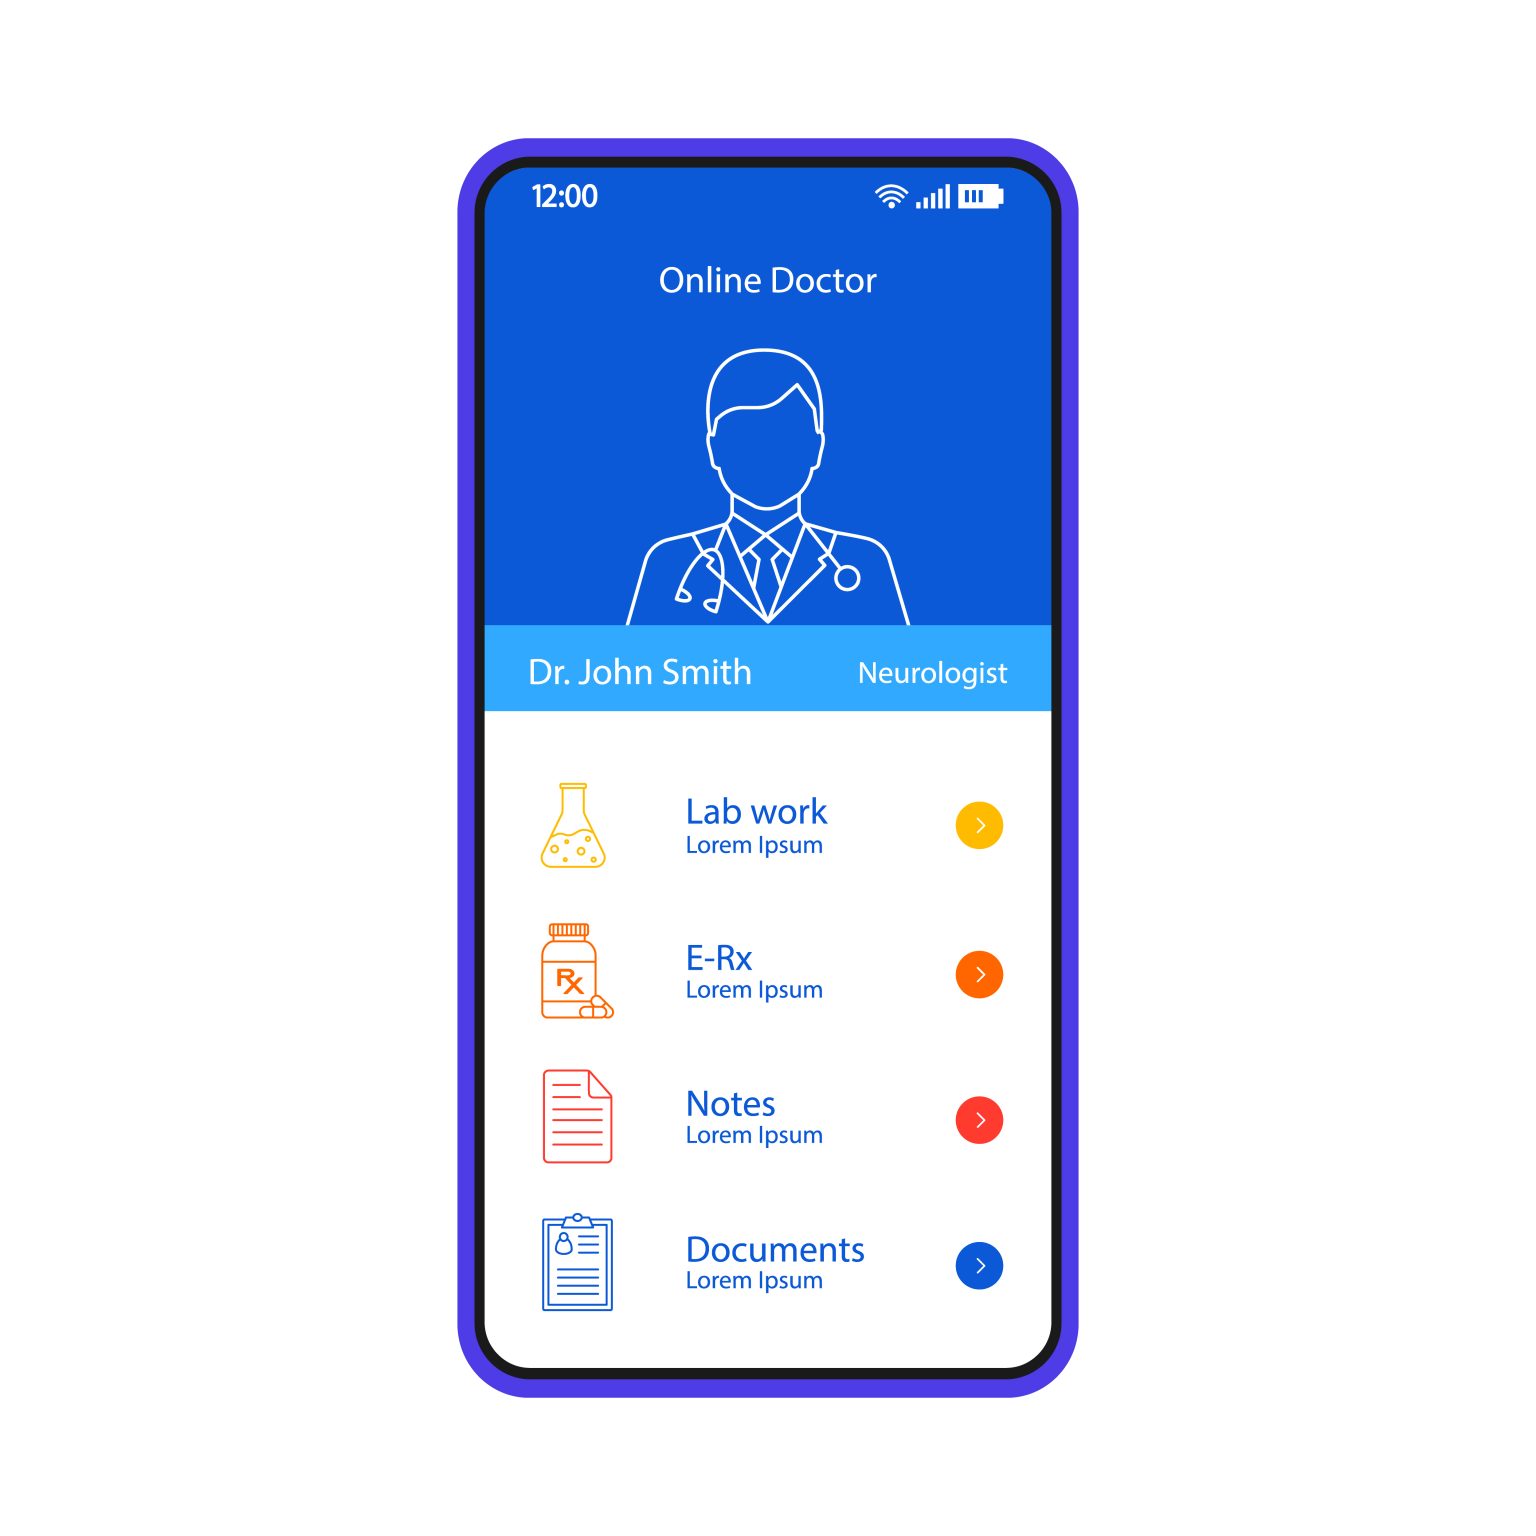 12:00
Online Doctor
Dr. John Smith Neurologist
Lab work
Lorem Ipsum
Rx
E-Rx
Lorem Ipsum
Notes
Lorem Ipsum
Documents
Lorem Ipsum